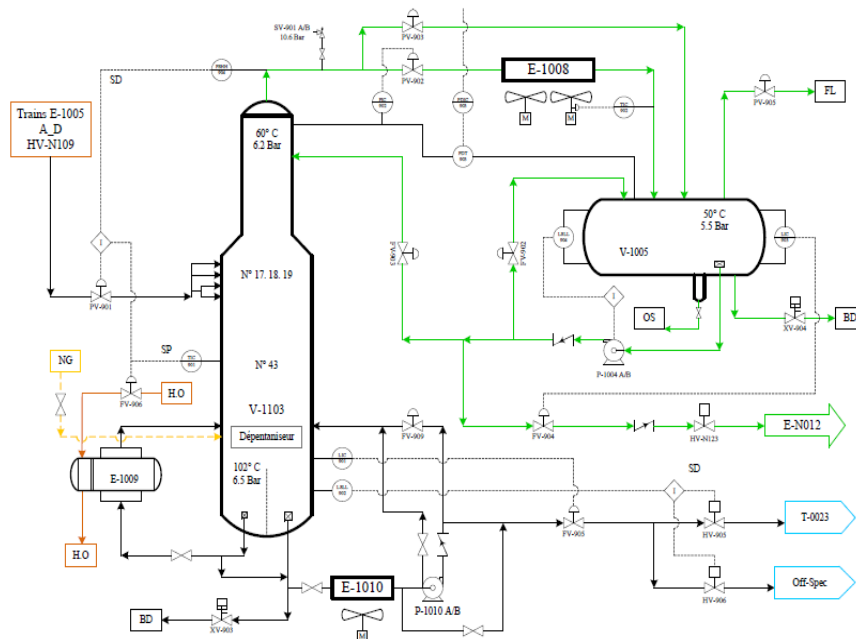 SV-901 A/B
10.6 Bar
PV-903
SD
PV-902
E-1008
M
M
PV-905
FL
Trains E-1005
A_D
HV-N109
60° C
6.2 Bar
50° C
5.5 Bar
V-1005
FV-903
FV-902
I
PV-901
N° 17. 18. 19
I
OS
XV-904
BD
P-1004 A/B
SP
NG
N° 43
FV-906
H.O
V-1103
Dépentaniseur
FV-909
FV-904
HV-N123
E-N012
E-1009
102° C
6.5 Bar
SD
I
H.O
FV-905
HV-905
T-0023
E-1010
P-1010 A/B
HV-906
Off-Spec
BD
XV-903
M